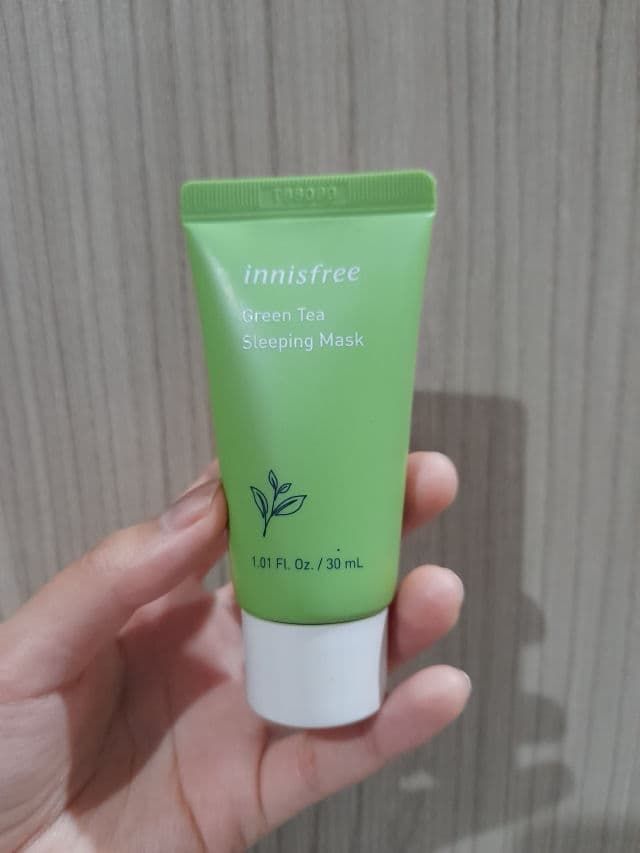 innisfree
Green Tea
Sleeping Mask
1.01 Fl. Oz. / 30 mL